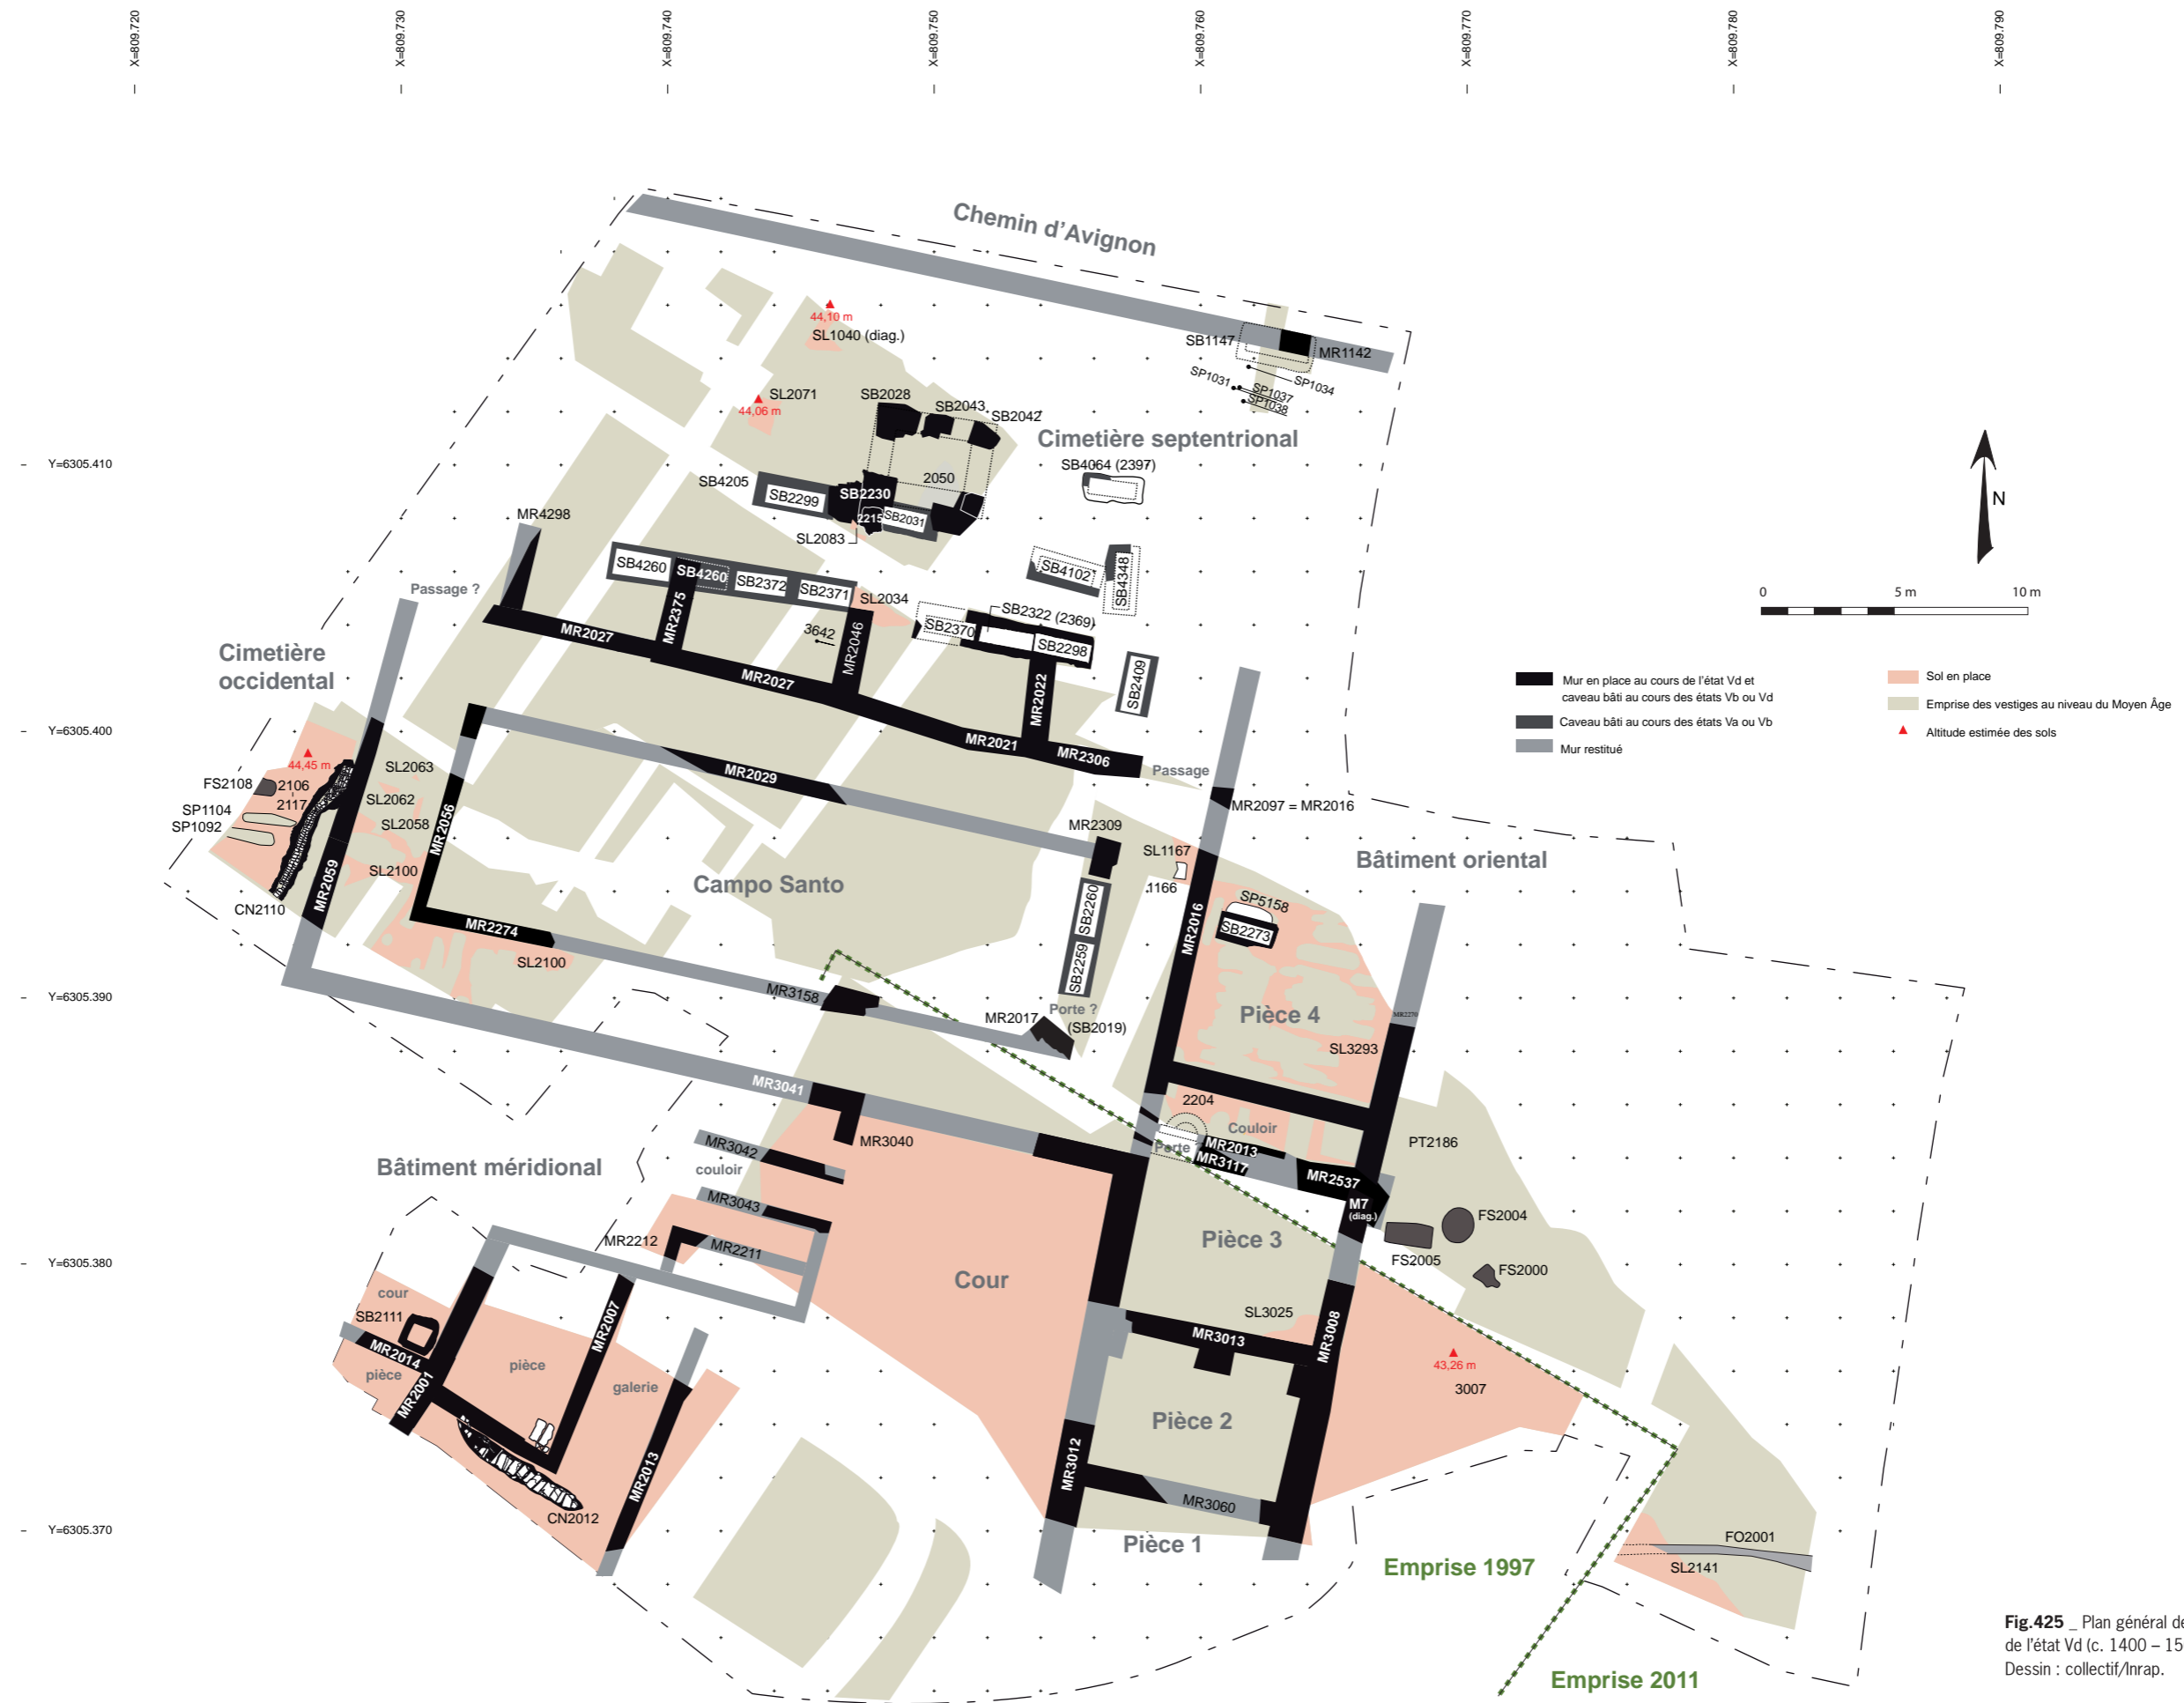 X=809.720
X=809.730
X=809.740
X=809.750
X=809.760
X=809.770
X=809.780
X=809.790
Chemin d'Avignon
44,10 m
SL1040 (diag.)
SB1147
MR1142
SP1031
SP1034
SP1037
SP1038
SL2071
44,06 m
SB2028
SB2043
SB2042
Cimetière septentrional
Y=6305.410
SB4064 (2397)
SB4205
SB2299
SB2230
2050
2215
SB2031
SL2083
N
MR4298
Passage ?
SB4260
SB4260
SB2372
SB2371
SL2034
SB4102
SB4348
0
5 m
10 m
MR2375
MR2027
3642
MR2046
SB2370
SB2322 (2369)
SB2298
SB2409
Cimetière
occidental
MR2027
MR2022
MR2021
MR2306
Passage
Mur en place au cours de l'état Vd et
caveau bâti au cours des états Vb ou Vd
Caveau bâti au cours des états Va ou Vb
Mur restitué
Sol en place
Emprise des vestiges au niveau du Moyen Âge
Altitude estimée des sols
Y=6305.400
44,45 m
SL2063
FS2108
2106
2117
SP1104
SP1092
SL2062
SL2058
MR2056
MR2029
MR2097 = MR2016
MR2309
SL1167
1166
Bâtiment oriental
SL2100
MR2059
CN2110
Campo Santo
SB2260
SP5158
SB2273
MR2016
MR2274
SL2100
SB2259
Y=6305.390
MR3158
Porte ?
MR2017
(SB2019)
Pièce 4
MR2270
SL3293
MR3041
MR3040
2204
Couloir
Porte
MR2013
MR3117
MR2537
PT2186
MR3042
couloir
Bâtiment méridional
MR3043
M7
(diag.)
FS2004
FS2005
FS2000
MR2212
MR2211
Pièce 3
Y=6305.380
Cour
cour
SB2111
MR2007
SL3025
MR3013
MR3008
MR2014
pièce
pièce
galerie
MR2001
43,26 m
3007
Pièce 2
MR3012
MR2013
MR3060
CN2012
Y=6305.370
Pièce 1
Emprise 1997
FO2001
SL2141
Emprise 2011
Fig.425 _ Plan général de
de l'état Vd (c. 1400 – 15
Dessin : collectif/Inrap.